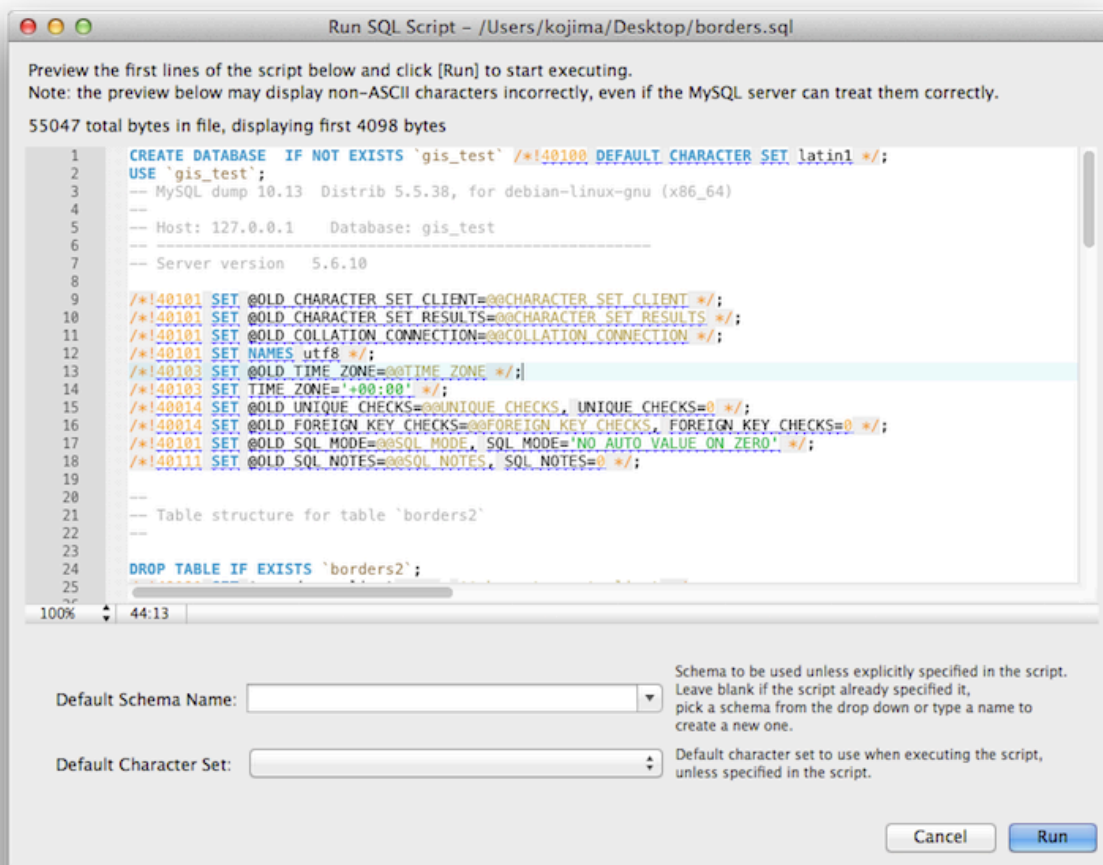 Run SQL Script – /Users/kojima/Desktop/borders.sql
Preview the first lines of the script below and click [Run] to start executing.
Note: the preview below may display non-ASCII characters incorrectly, even if the MySQL server can treat them correctly.
55047 total bytes in file, displaying first 4098 bytes
1 CREATE DATABASE  IF NOT EXISTS `gis_test` /*!40100 DEFAULT CHARACTER SET latin1 */;
2 USE `gis_test`;
3 -- MySQL dump 10.13  Distrib 5.5.38, for debian-linux-gnu (x86_64)
4 --
5 -- Host: 127.0.0.1    Database: gis_test
6 -- ------------------------------------------------------
7 -- Server version   5.6.10
8
9 /*!40101 SET @OLD_CHARACTER_SET_CLIENT=@@CHARACTER_SET_CLIENT */;
10 /*!40101 SET @OLD_CHARACTER_SET_RESULTS=@@CHARACTER_SET_RESULTS */;
11 /*!40101 SET @OLD_COLLATION_CONNECTION=@@COLLATION_CONNECTION */;
12 /*!40101 SET NAMES utf8 */;
13 /*!40103 SET @OLD_TIME_ZONE=@@TIME_ZONE */;
14 /*!40103 SET TIME_ZONE='+00:00' */;
15 /*!40014 SET @OLD_UNIQUE_CHECKS=@@UNIQUE_CHECKS, UNIQUE_CHECKS=0 */;
16 /*!40014 SET @OLD_FOREIGN_KEY_CHECKS=@@FOREIGN_KEY_CHECKS, FOREIGN_KEY_CHECKS=0 */;
17 /*!40101 SET @OLD_SQL_MODE=@@SQL_MODE, SQL_MODE='NO_AUTO_VALUE_ON_ZERO' */;
18 /*!40111 SET @OLD_SQL_NOTES=@@SQL_NOTES, SQL_NOTES=0 */;
19
20 --
21 -- Table structure for table `borders2`
22 --
23
24 DROP TABLE IF EXISTS `borders2`;
25
100% 44:13
Default Schema Name:
Schema to be used unless explicitly specified in the script.
Leave blank if the script already specified it,
pick a schema from the drop down or type a name to
create a new one.
Default Character Set:
Default character set to use when executing the script,
unless specified in the script.
Cancel Run